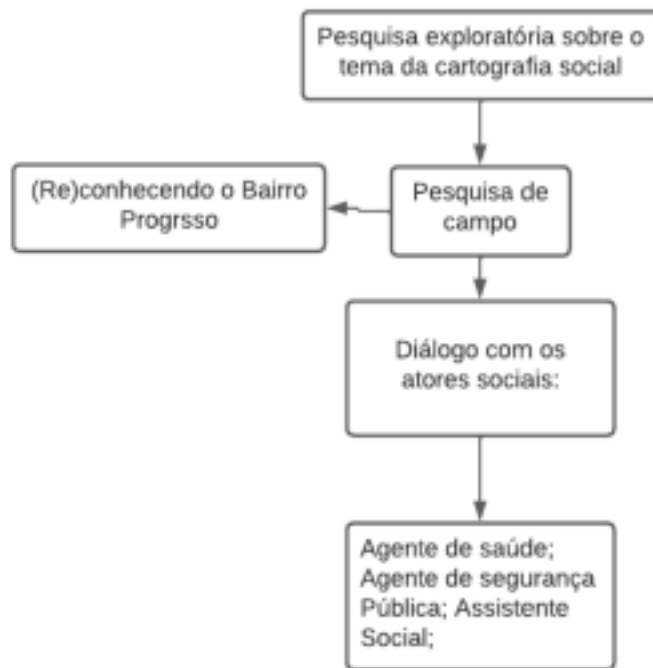 Pesquisa exploratória sobre o
tema da cartografia social
(Re)conhecendo o Bairro
Progrsso
Pesquisa de
campo
Diálogo com os
atores sociais:
Agente de saúde;
Agente de segurança
Pública; Assistente
Social;